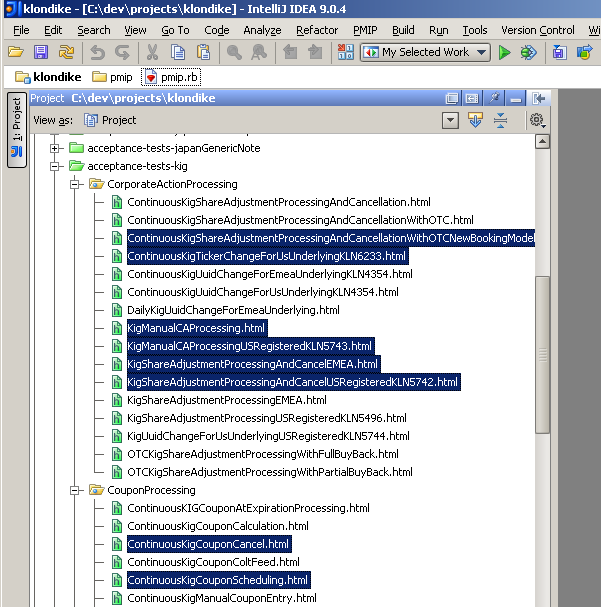 klondike - [C:\dev\projects\klondike] - IntelliJ IDEA 9.0.4
File Edit Search View Go To Code Analyze Refactor PMIP Build Run Tools Version Control Wi
My Selected Work
klondike pmip pmip.rb
1: Project
Project C:\dev\projects\klondike
View as: Project
acceptance-tests-japanGenericNote
acceptance-tests-kig
CorporateActionProcessing
ContinuousKigShareAdjustmentProcessingAndCancellation.html
ContinuousKigShareAdjustmentProcessingAndCancellationWithOTC.html
ContinuousKigShareAdjustmentProcessingAndCancellationWithOTCNewBookingModel
ContinuousKigTickerChangeForUsUnderlyingKLN6233.html
ContinuousKigUuidChangeForEmeaUnderlyingKLN4354.html
ContinuousKigUuidChangeForUsUnderlyingKLN4354.html
DailyKigUuidChangeForEmeaUnderlying.html
KigManualCAProcessing.html
KigManualCAProcessingUSRegisteredKLN5743.html
KigShareAdjustmentProcessingAndCancelEMEA.html
KigShareAdjustmentProcessingAndCancelUSRegisteredKLN5742.html
KigShareAdjustmentProcessingEMEA.html
KigShareAdjustmentProcessingUSRegisteredKLN5496.html
KigUuidChangeForUsUnderlyingUSRegisteredKLN5744.html
OTCKigShareAdjustmentProcessingWithFullBuyBack.html
OTCKigShareAdjustmentProcessingWithPartialBuyBack.html
CouponProcessing
ContinuousKIGCouponAtExpirationProcessing.html
ContinuousKigCouponCalculation.html
ContinuousKigCouponCancel.html
ContinuousKigCouponColtFeed.html
ContinuousKigCouponScheduling.html
ContinuousKigManualCouponEntry.html